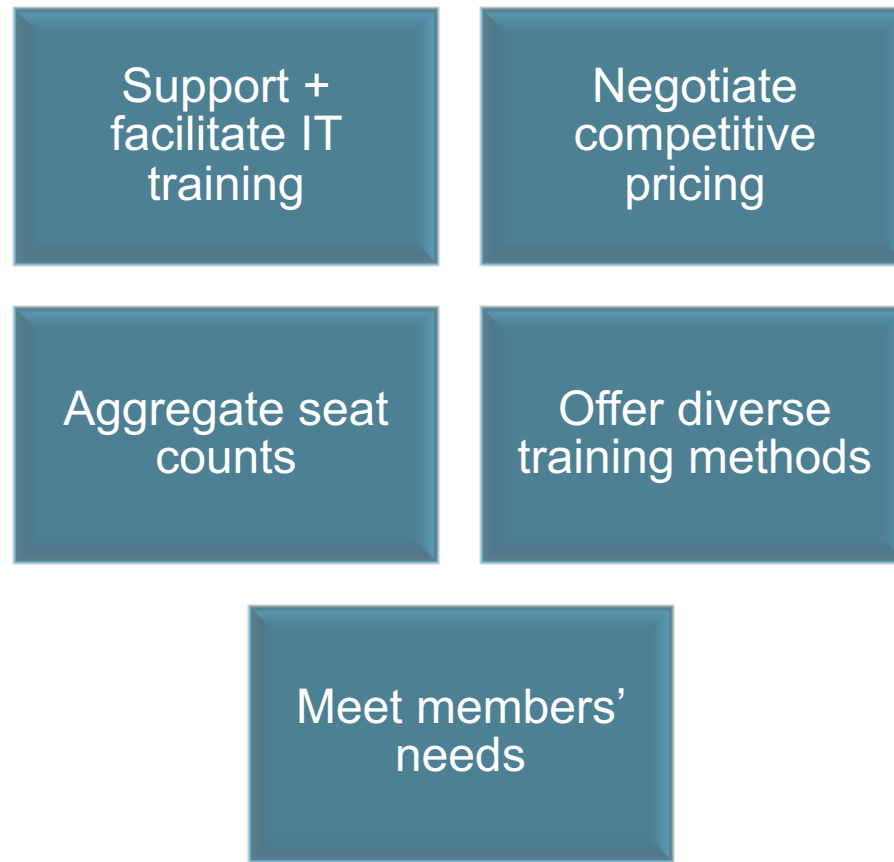 Support +
facilitate IT
training
Negotiate
competitive
pricing
Aggregate seat
counts
Offer diverse
training methods
Meet members’
needs